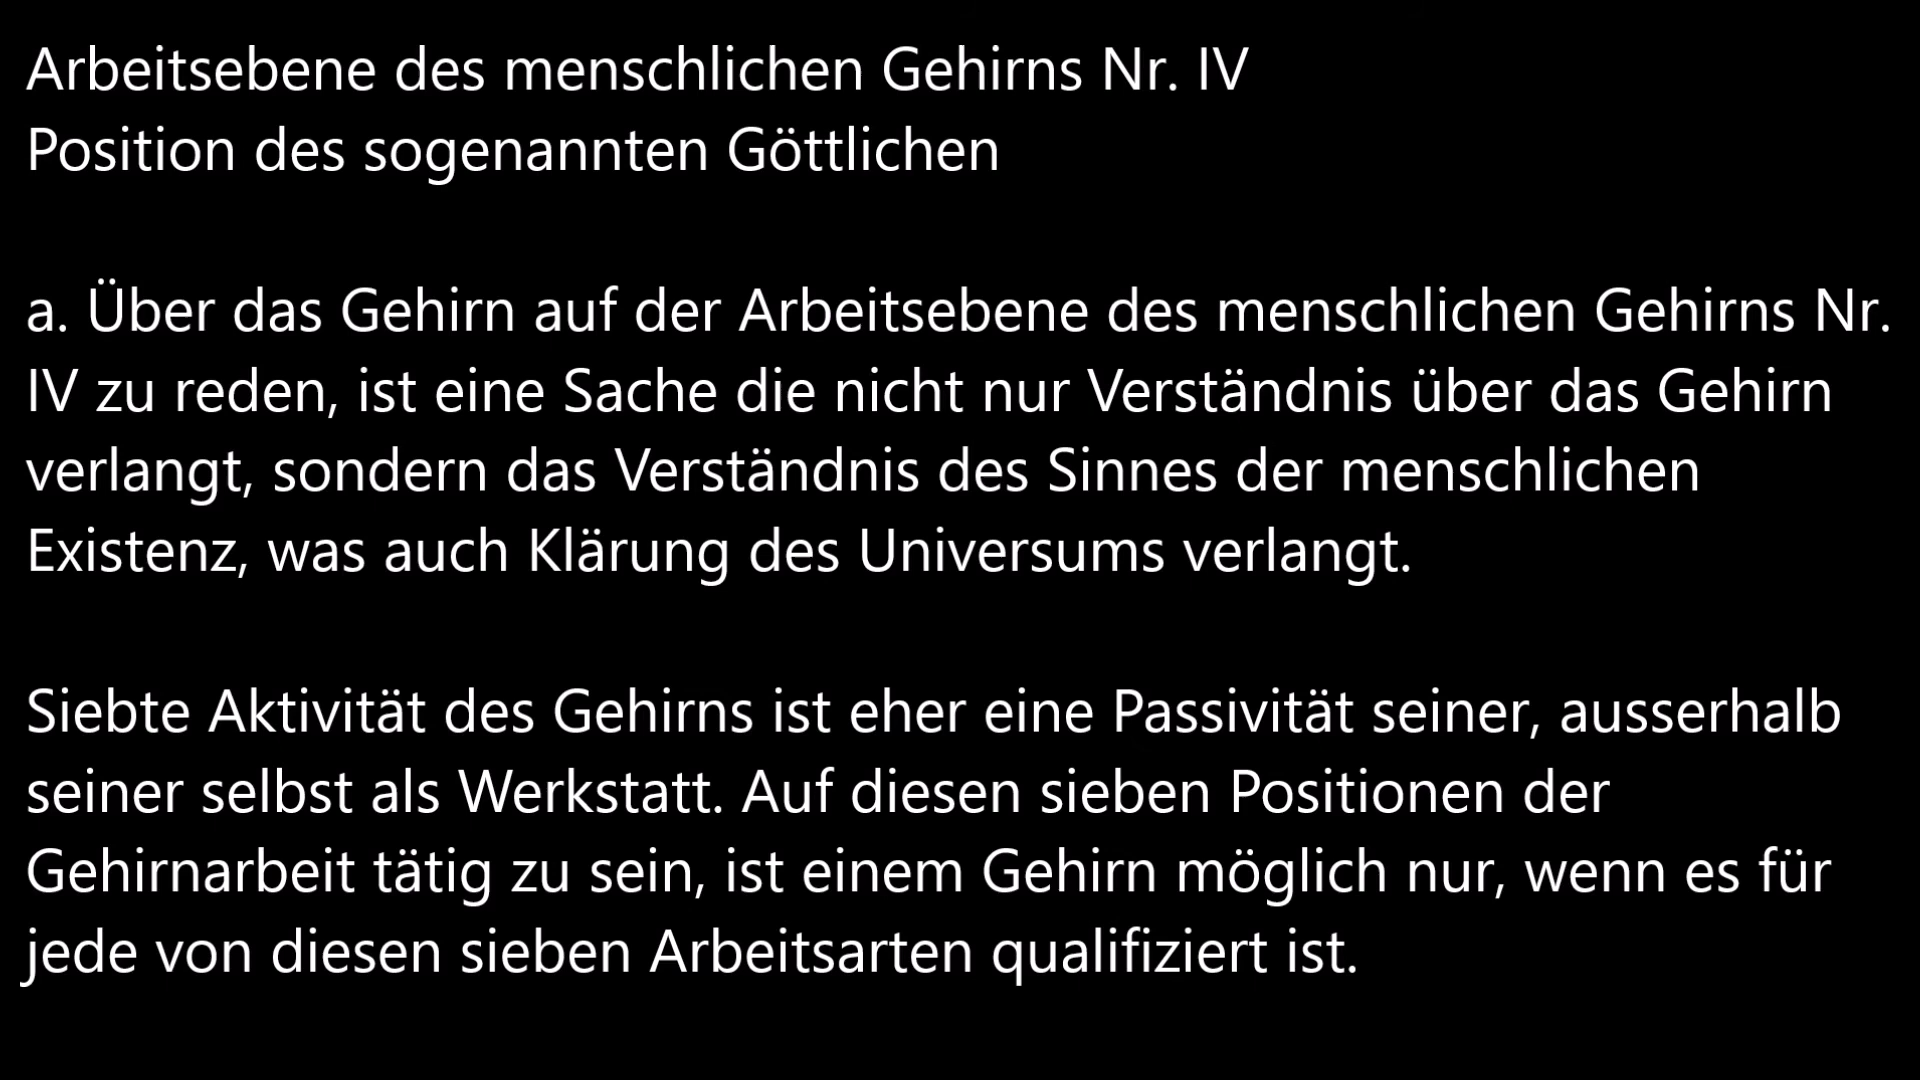 Arbeitsebene des menschlichen Gehirns Nr. IV
Position des sogenannten Göttlichen
a. Über das Gehirn auf der Arbeitsebene des menschlichen Gehirns Nr.
IV zu reden, ist eine Sache die nicht nur Verständnis über das Gehirn
verlangt, sondern das Verständnis des Sinnes der menschlichen
Existenz, was auch Klärung des Universums verlangt.
Siebte Aktivität des Gehirns ist eher eine Passivität seiner, ausserhalb
seiner selbst als Werkstatt. Auf diesen sieben Positionen der
Gehirnarbeit tätig zu sein, ist einem Gehirn möglich nur, wenn es für
jede von diesen sieben Arbeitsarten qualifiziert ist.